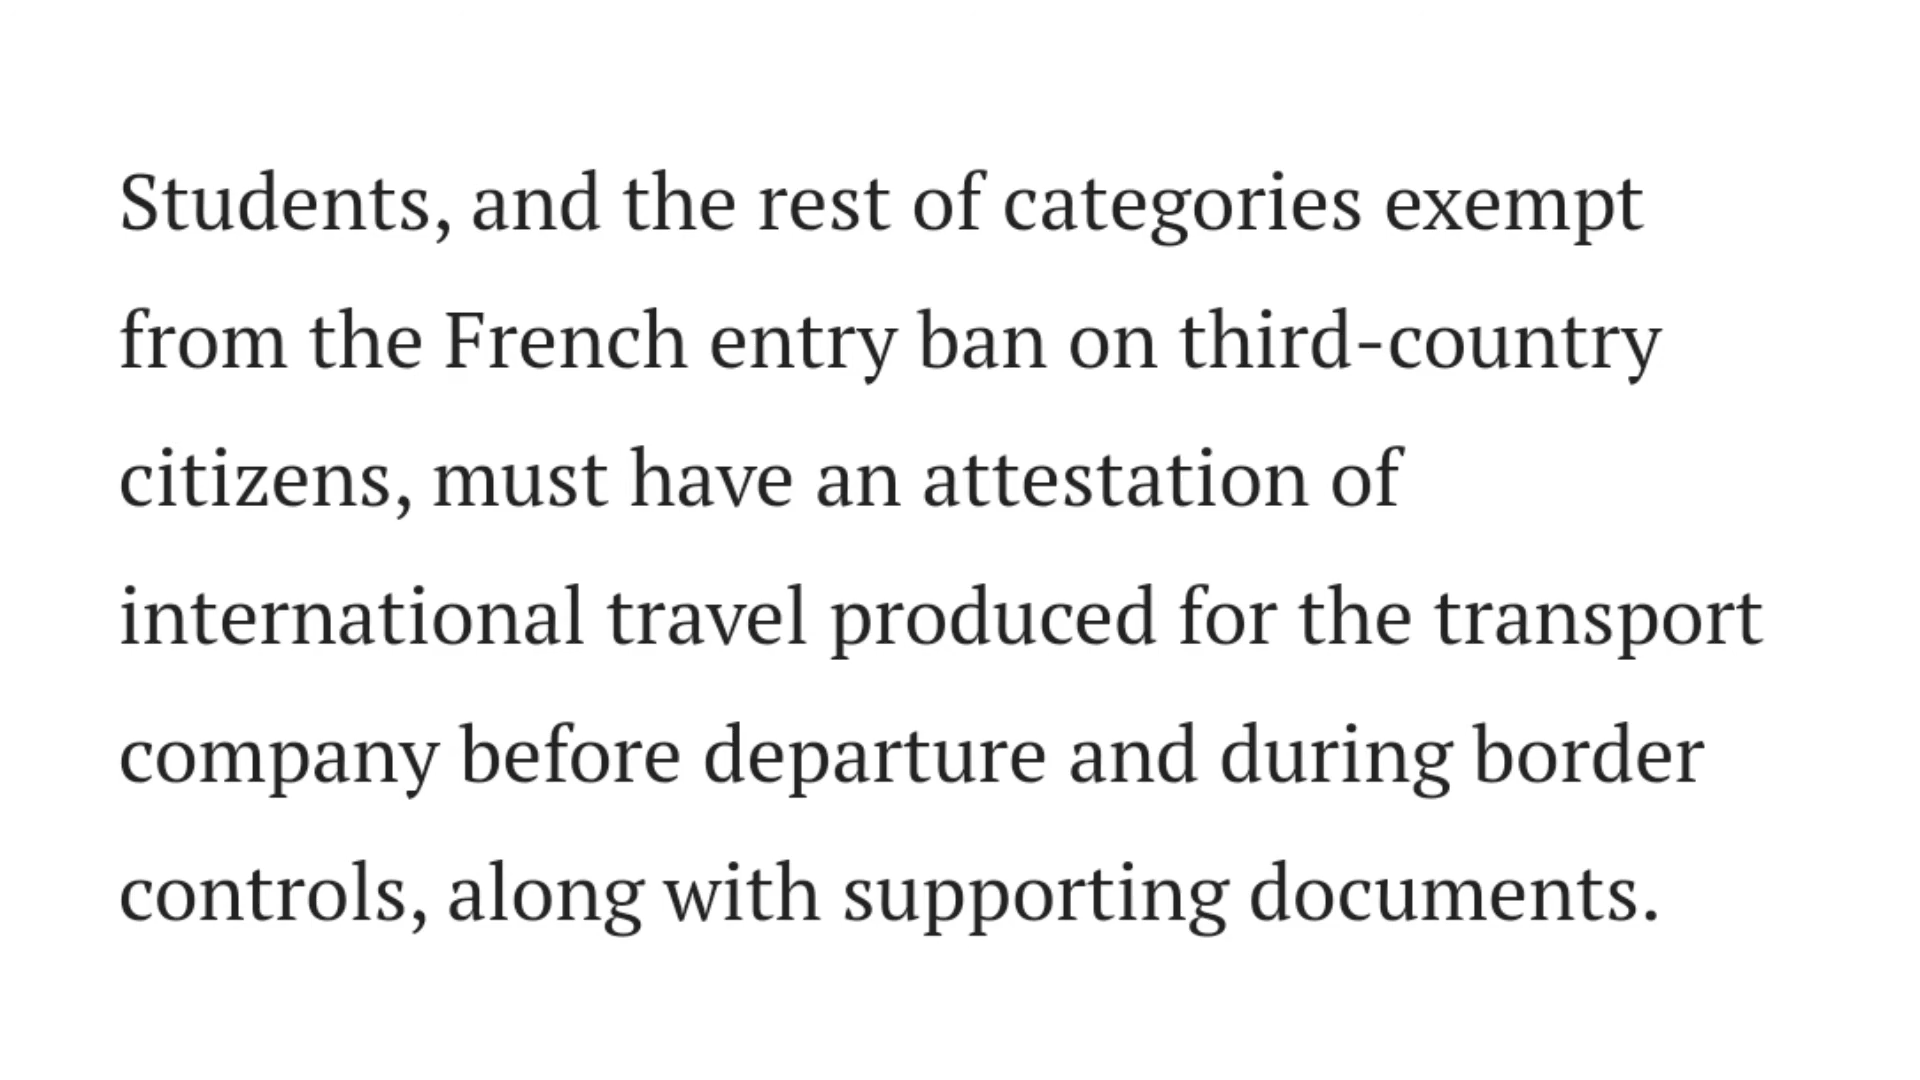 Students, and the rest of categories exempt
from the French entry ban on third-country
citizens, must have an attestation of
international travel produced for the transport
company before departure and during border
controls, along with supporting documents.